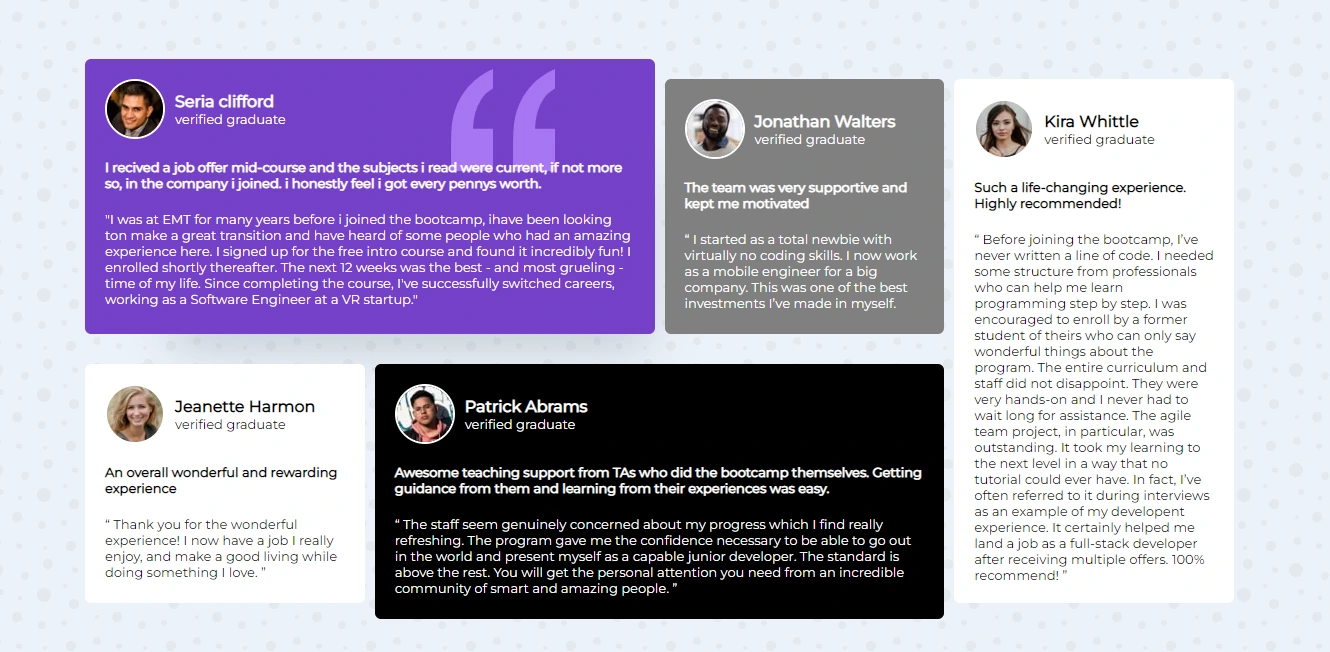 Seria clifford
verified graduate
I recived a job offer mid-course and the subjects i read were current, if not more
so, in the company i joined. i honestly feel i got every pennys worth.
"I was at EMT for many years before i joined the bootcamp, ihave been looking
ton make a great transition and have heard of some people who had an amazing
experience here. I signed up for the free intro course and found it incredibly fun! I
enrolled shortly thereafter. The next 12 weeks was the best - and most grueling -
time of my life. Since completing the course, I've successfully switched careers,
working as a Software Engineer at a VR startup."
Jonathan Walters
verified graduate
The team was very supportive and
kept me motivated
“ I started as a total newbie with
virtually no coding skills. I now work
as a mobile engineer for a big
company. This was one of the best
investments I’ve made in myself.
Kira Whittle
verified graduate
Such a life-changing experience.
Highly recommended!
“ Before joining the bootcamp, I’ve
never written a line of code. I needed
some structure from professionals
who can help me learn
programming step by step. I was
encouraged to enroll by a former
student of theirs who can only say
wonderful things about the
program. The entire curriculum and
staff did not disappoint. They were
very hands-on and I never had to
wait long for assistance. The agile
team project, in particular, was
outstanding. It took my learning to
the next level in a way that no
tutorial could ever have. In fact, I’ve
often referred to it during interviews
as an example of my developent
experience. It certainly helped me
land a job as a full-stack developer
after receiving multiple offers. 100%
recommend! ”
Jeanette Harmon
verified graduate
An overall wonderful and rewarding
experience
“ Thank you for the wonderful
experience! I now have a job I really
enjoy, and make a good living while
doing something I love. ”
Patrick Abrams
verified graduate
Awesome teaching support from TAs who did the bootcamp themselves. Getting
guidance from them and learning from their experiences was easy.
“ The staff seem genuinely concerned about my progress which I find really
refreshing. The program gave me the confidence necessary to be able to go out
in the world and present myself as a capable junior developer. The standard is
above the rest. You will get the personal attention you need from an incredible
community of smart and amazing people. ”